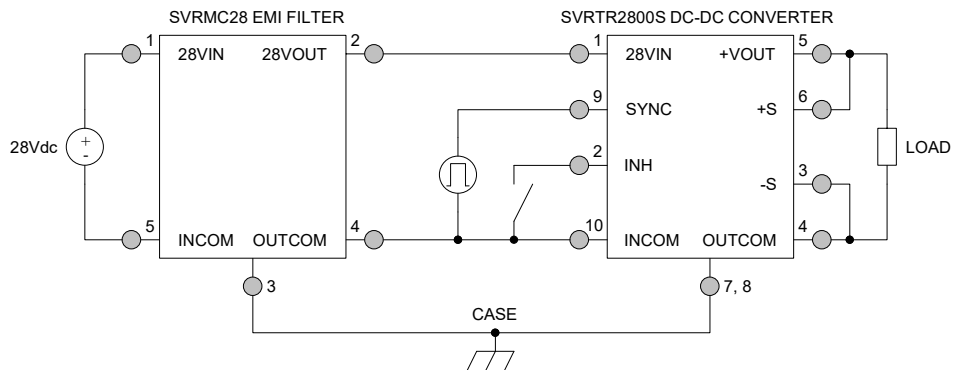 SVRMC28 EMI FILTER SVRTR2800S DC-DC CONVERTER
1 28VIN 28VOUT 2 1 28VIN +VOUT 5
9 SYNC +S 6
28Vdc + - 2 INH LOAD
-S 3
5 INCOM OUTCOM 4 10 INCOM OUTCOM 4
3 7, 8
CASE